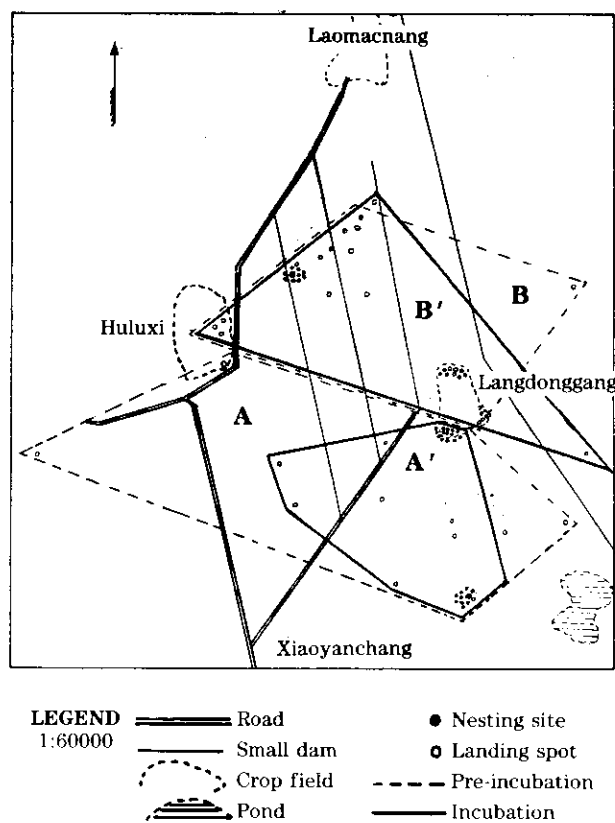 Laomacnang
B'
B
Huluxi
Langdonggang
A
A'
Xiaoyanchang
LEGEND
1:60000
Road
Small dam
Crop field
Pond
Nesting site
Landing spot
Pre-incubation
Incubation